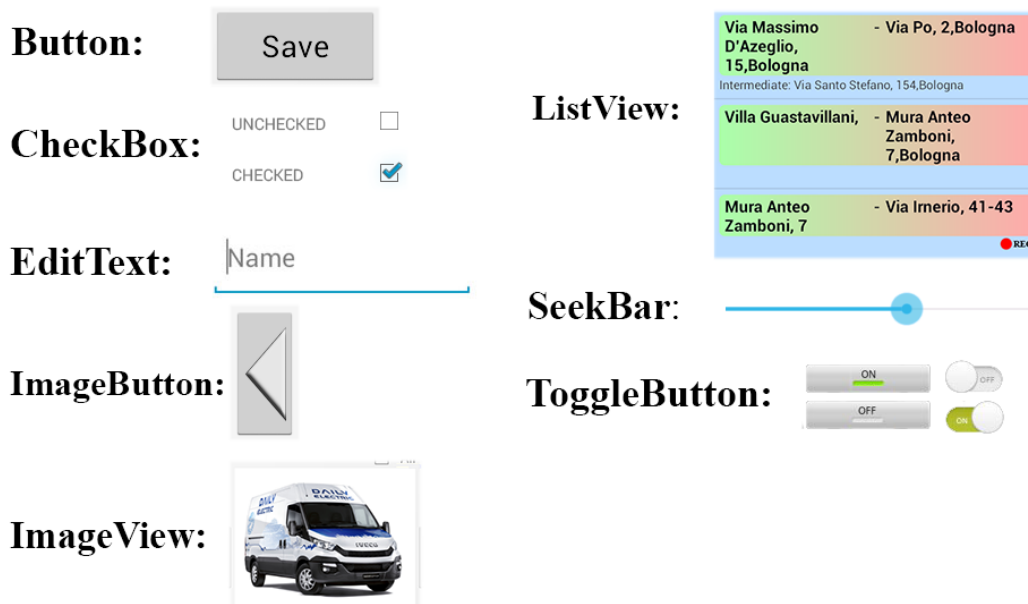 Button:
Save
CheckBox:
UNCHECKED
CHECKED
EditText:
Name
ImageButton:
ImageView:
DAILY
ELECTRIC
DAILY
ELECTRIC
IVECO
ListView:
Via Massimo D'Azeglio, 15,Bologna
- Via Po, 2,Bologna
Intermediate: Via Santo Stefano, 154,Bologna
Villa Guastavillani,
- Mura Anteo Zamboni, 7,Bologna
Mura Anteo Zamboni, 7
- Via Irnerio, 41-43
SeekBar:
ToggleButton:
ON
OFF
OFF
ON